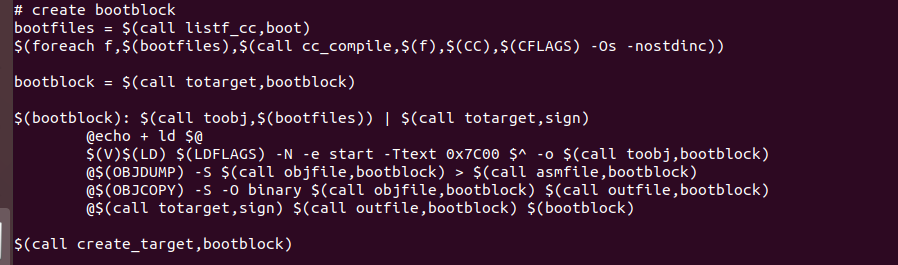 # create bootblock
bootfiles = $(call listf_cc,boot)
$(foreach f,$(bootfiles),$(call cc_compile,$(f),$(CC),$(CFLAGS) -Os -nostdinc))
bootblock = $(call totarget,bootblock)
$(bootblock): $(call toobj,$(bootfiles)) | $(call totarget,sign)
@echo + ld $@
$(V)$(LD) $(LDFLAGS) -N -e start -Ttext 0x7C00 $^ -o $(call toobj,bootblock)
@$(OBJDUMP) -S $(call objfile,bootblock) > $(call asmfile,bootblock)
@$(OBJCOPY) -S -O binary $(call objfile,bootblock) $(call outfile,bootblock)
@$(call totarget,sign) $(call outfile,bootblock) $(bootblock)
$(call create_target,bootblock)